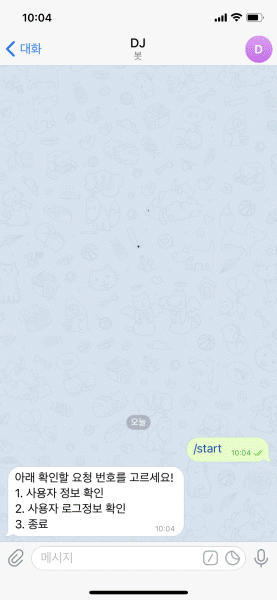 10:04
대화
DJ
D
봇
오늘
/start 10:04
아래 확인할 요청 번호를 고르세요!
1. 사용자 정보 확인
2. 사용자 로그정보 확인
3. 종료
10:04
메시지